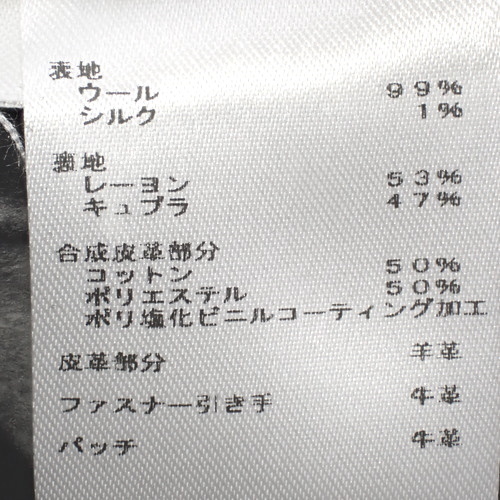 表地
ウール 99%
シルク 1%
裏地
レーヨン 53%
キュプラ 47%
合成皮革部分
コットン 50%
ポリエステル 50%
ポリ塩化ビニルコーティング加工
皮革部分 羊革
ファスナー引き手 牛革
パッチ 牛革